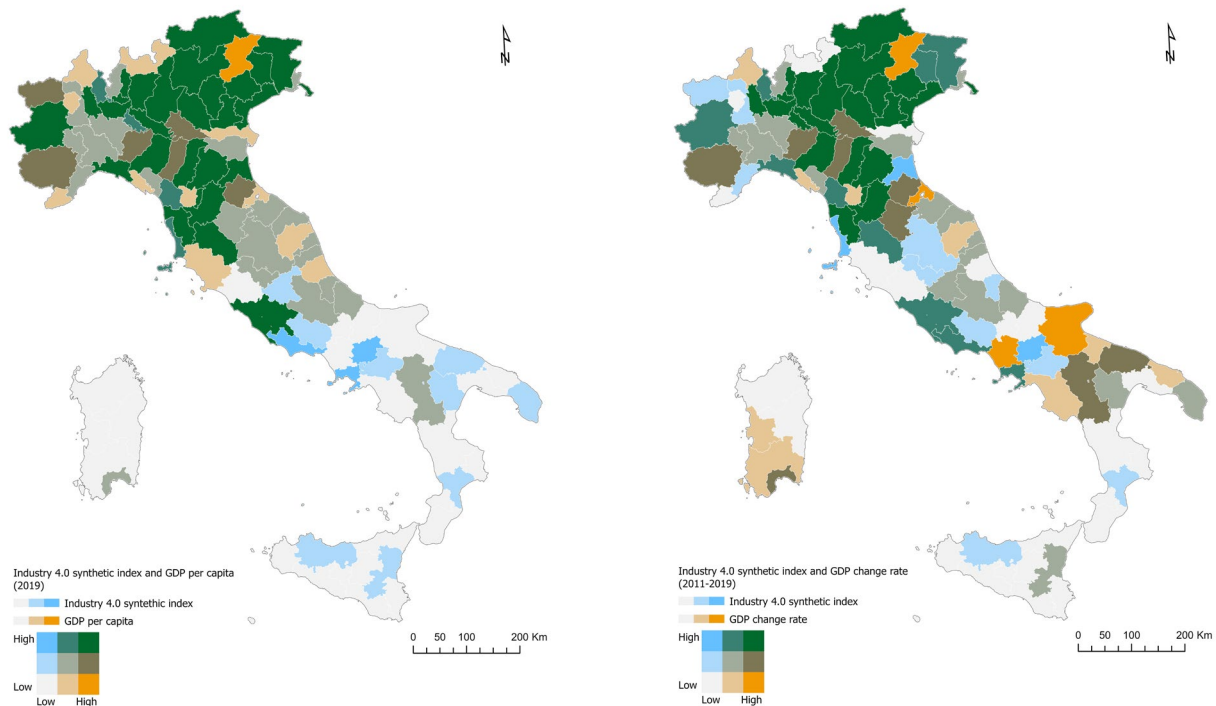 N
Industry 4.0 synthetic index and GDP per capita
(2019)
Industry 4.0 syntethic index
GDP per capita
High
Low
Low High
0 50 100 200 Km
N
Industry 4.0 synthetic index and GDP change rate
(2011-2019)
Industry 4.0 synthetic index
GDP change rate
High
Low
Low High
0 50 100 200 Km